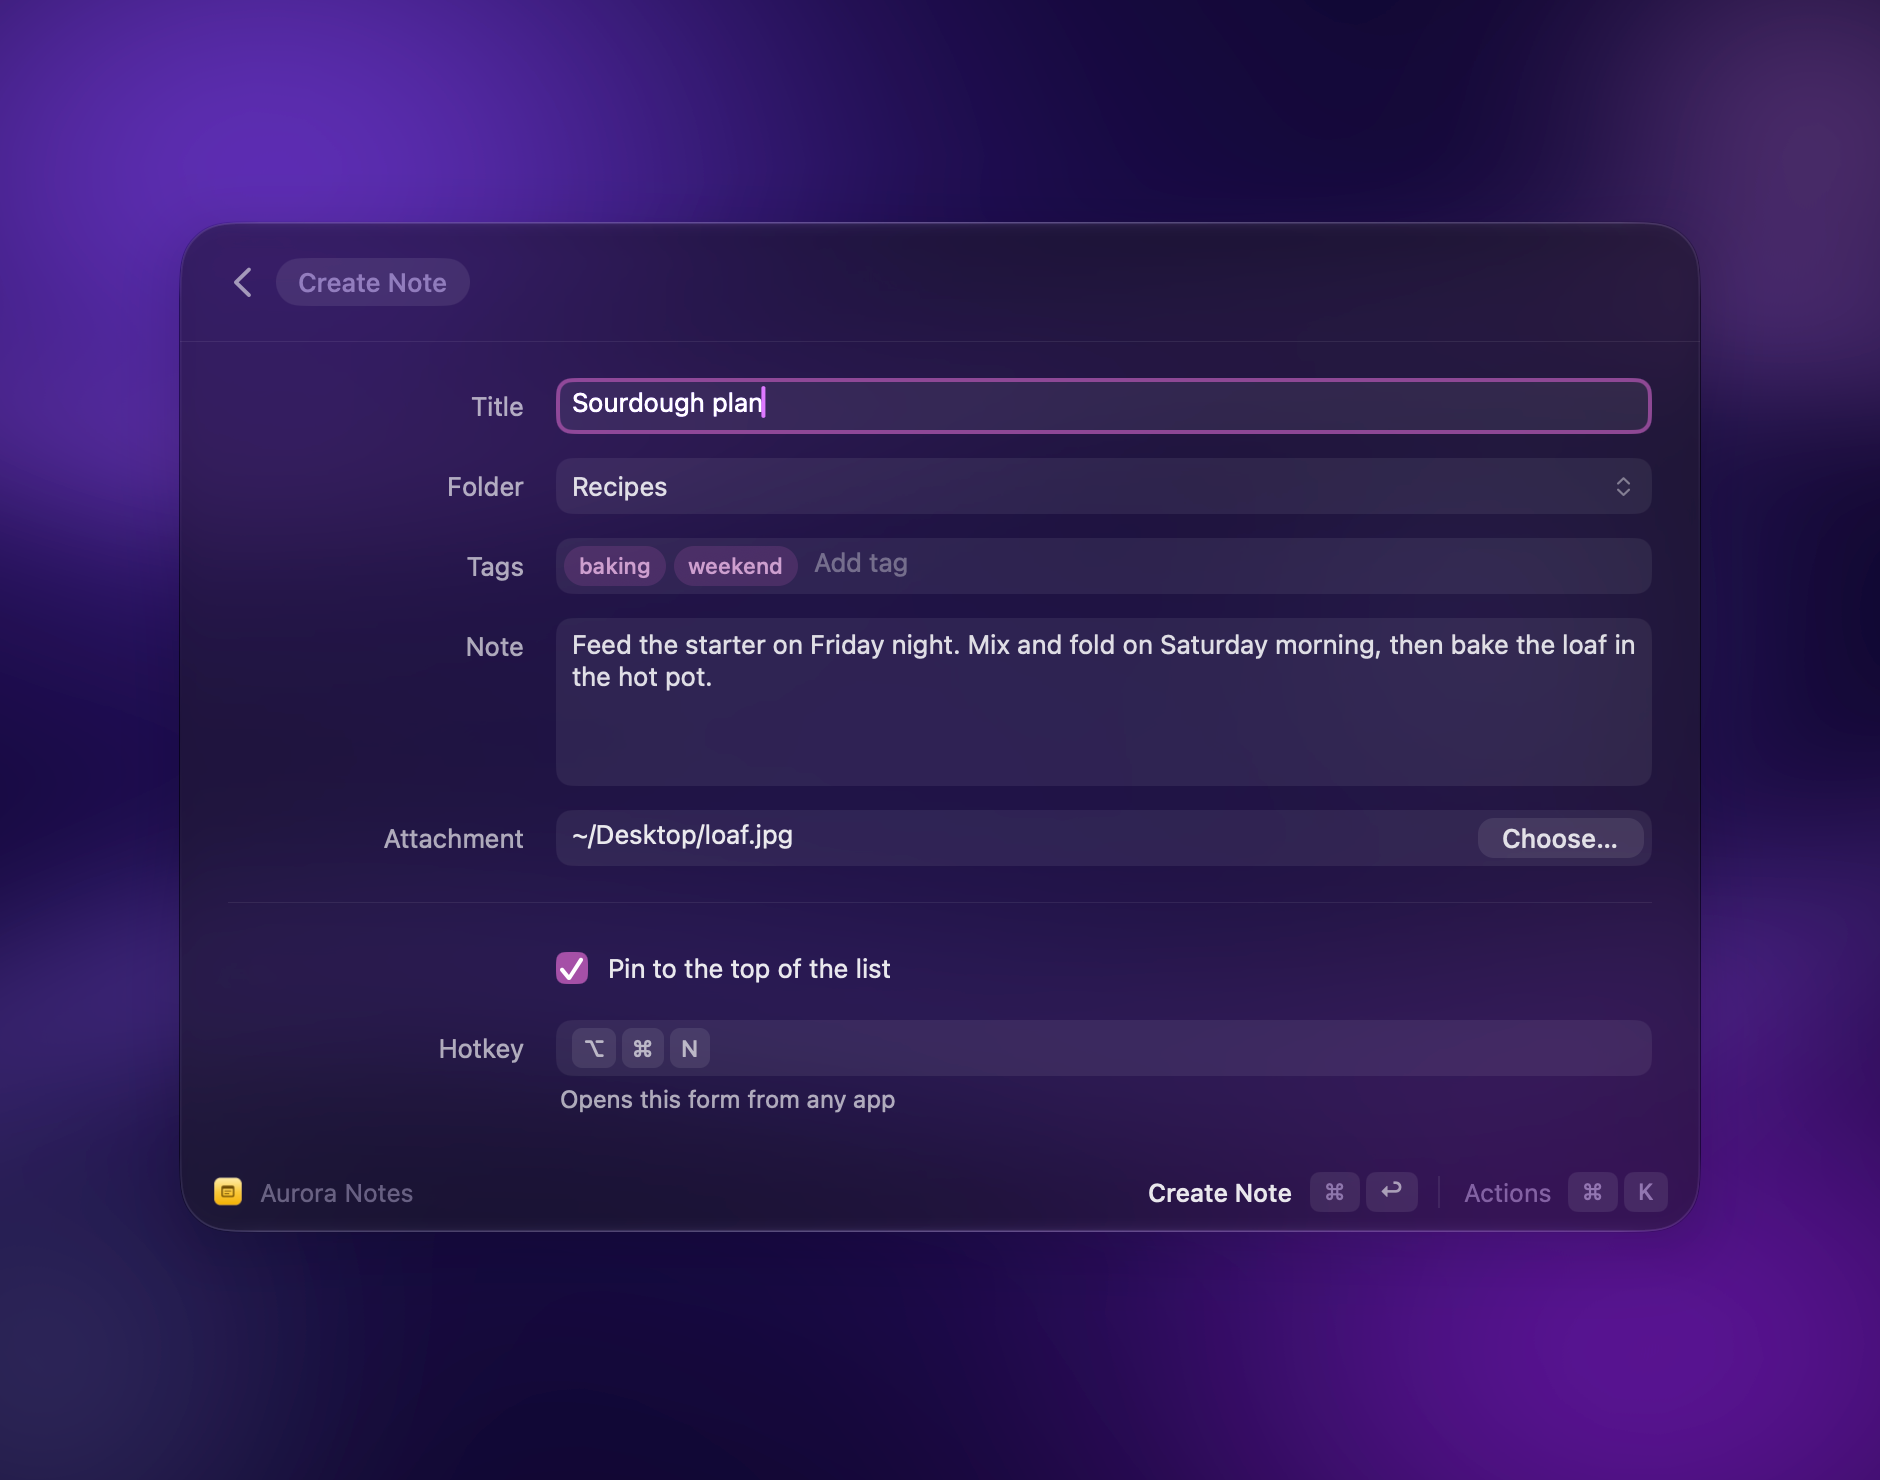 Create Note
Title
Sourdough plan
Folder
Recipes
Tags
baking weekend Add tag
Note
Feed the starter on Friday night. Mix and fold on Saturday morning, then bake the loaf in
the hot pot.
Attachment
~/Desktop/loaf.jpg
Choose...
Pin to the top of the list
Hotkey
⌥ ⌘ N
Opens this form from any app
Aurora Notes
Create Note ⌘ ↩
Actions ⌘ K